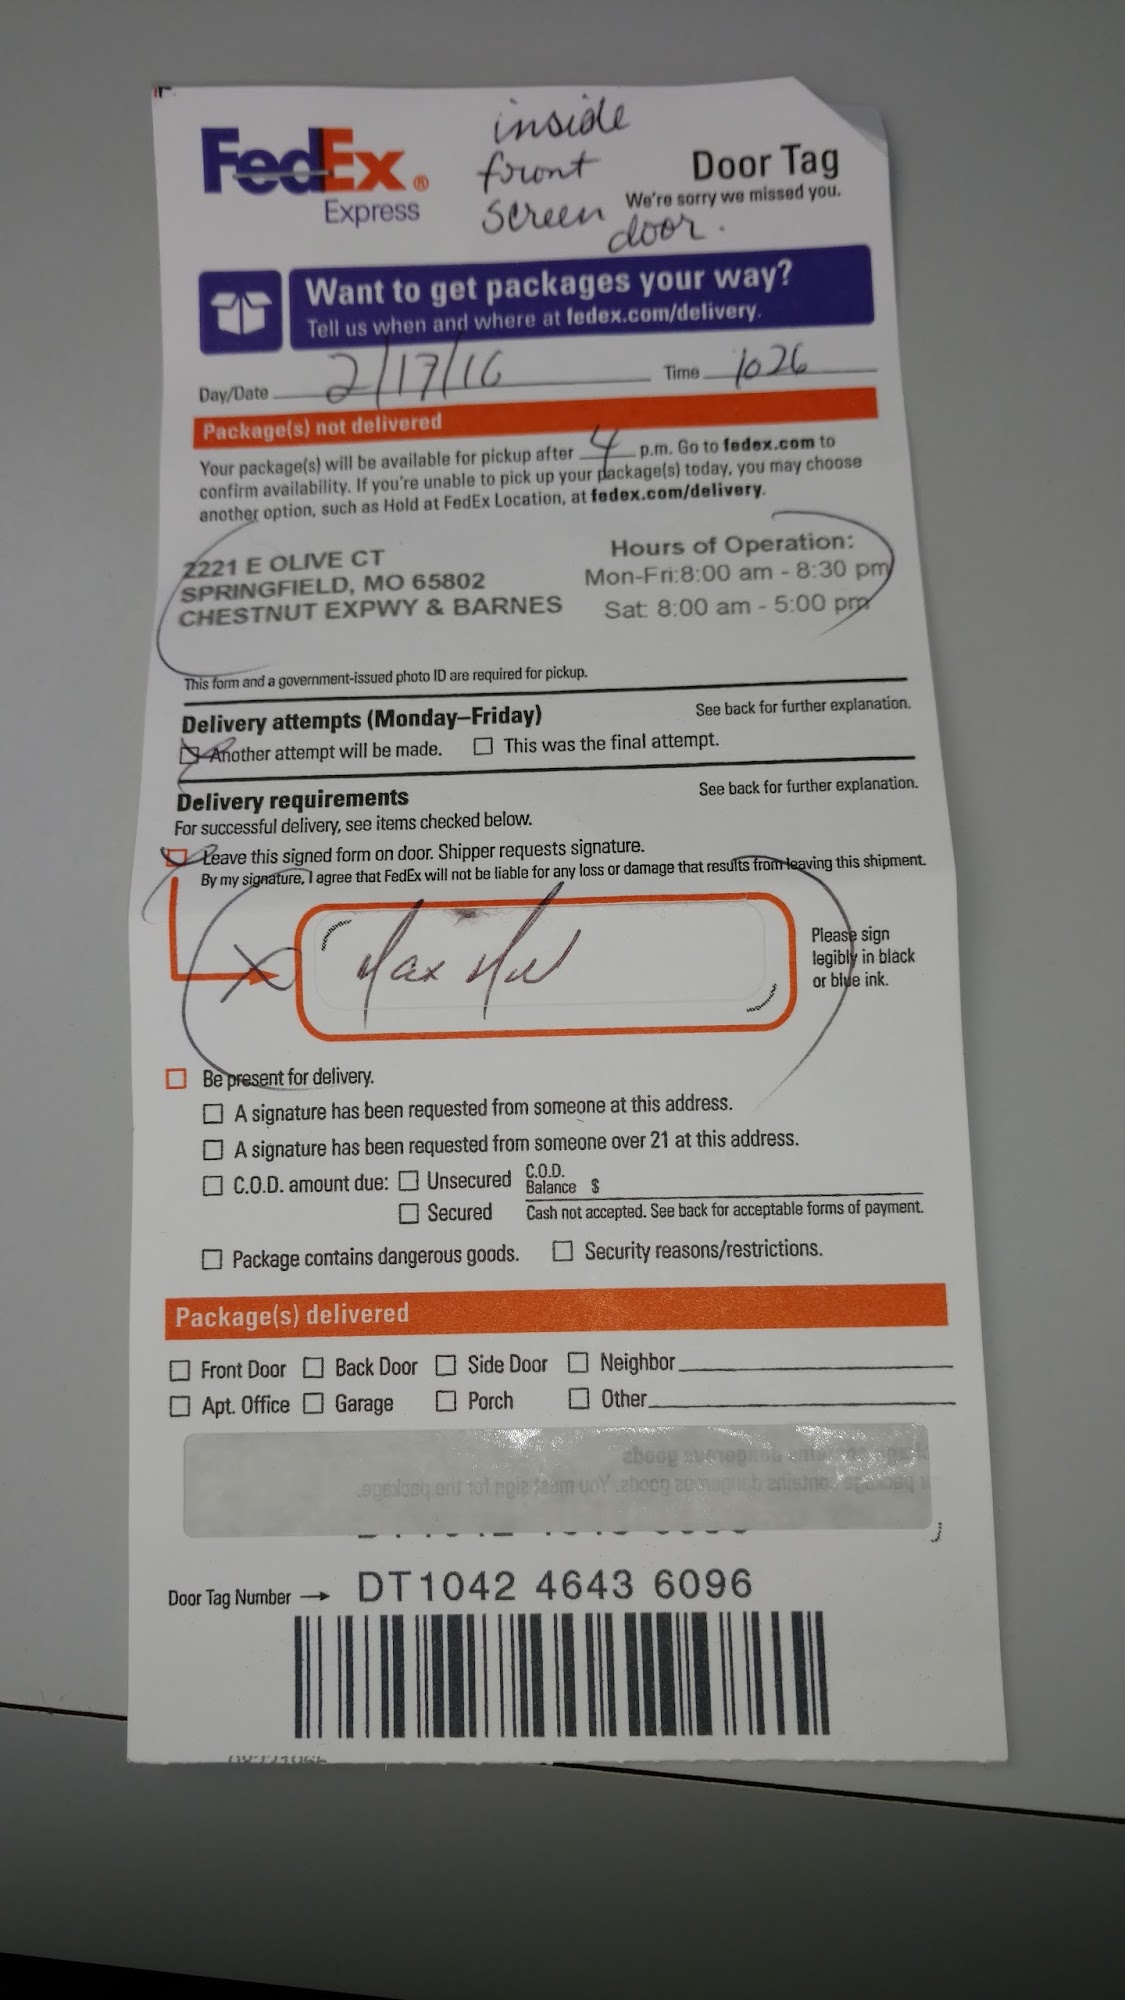 inside
front
screen
door.
FedEx®
Express
Door Tag
We're sorry we missed you.
Want to get packages your way?
Tell us when and where at fedex.com/delivery.
Day/Date 2/17/16 Time 1026
Package(s) not delivered
Your package(s) will be available for pickup after 4 p.m. Go to fedex.com to
confirm availability. If you're unable to pick up your package(s) today, you may choose
another option, such as Hold at FedEx Location, at fedex.com/delivery.
2221 E OLIVE CT
SPRINGFIELD, MO 65802
CHESTNUT EXPWY & BARNES
Hours of Operation:
Mon-Fri:8:00 am - 8:30 pm
Sat: 8:00 am - 5:00 pm
This form and a government-issued photo ID are required for pickup.
Delivery attempts (Monday–Friday) See back for further explanation.
Another attempt will be made. This was the final attempt.
Delivery requirements See back for further explanation.
For successful delivery, see items checked below.
Leave this signed form on door. Shipper requests signature.
By my signature, I agree that FedEx will not be liable for any loss or damage that results from leaving this shipment.
X Max
Please sign
legibly in black
or blue ink.
Be present for delivery.
A signature has been requested from someone at this address.
A signature has been requested from someone over 21 at this address.
C.O.D. amount due: Unsecured
Secured
C.O.D.
Balance $
Cash not accepted. See back for acceptable forms of payment.
Package contains dangerous goods. Security reasons/restrictions.
Package(s) delivered
Front Door Back Door Side Door Neighbor
Apt. Office Garage Porch Other
Door Tag Number → DT1042 4643 6096